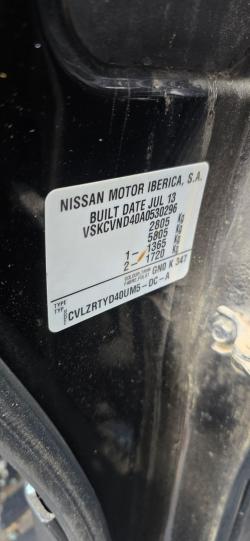 NISSAN MOTOR IBERICA, S.A.
BUILT DATE JUL 13
VSKCVND40A0530296
2805 Kg
5805 Kg
1- 1365 Kg
2- 1720 Kg
GN0 K 347
TYPE
CVLZRTYD40UM5-DC-A